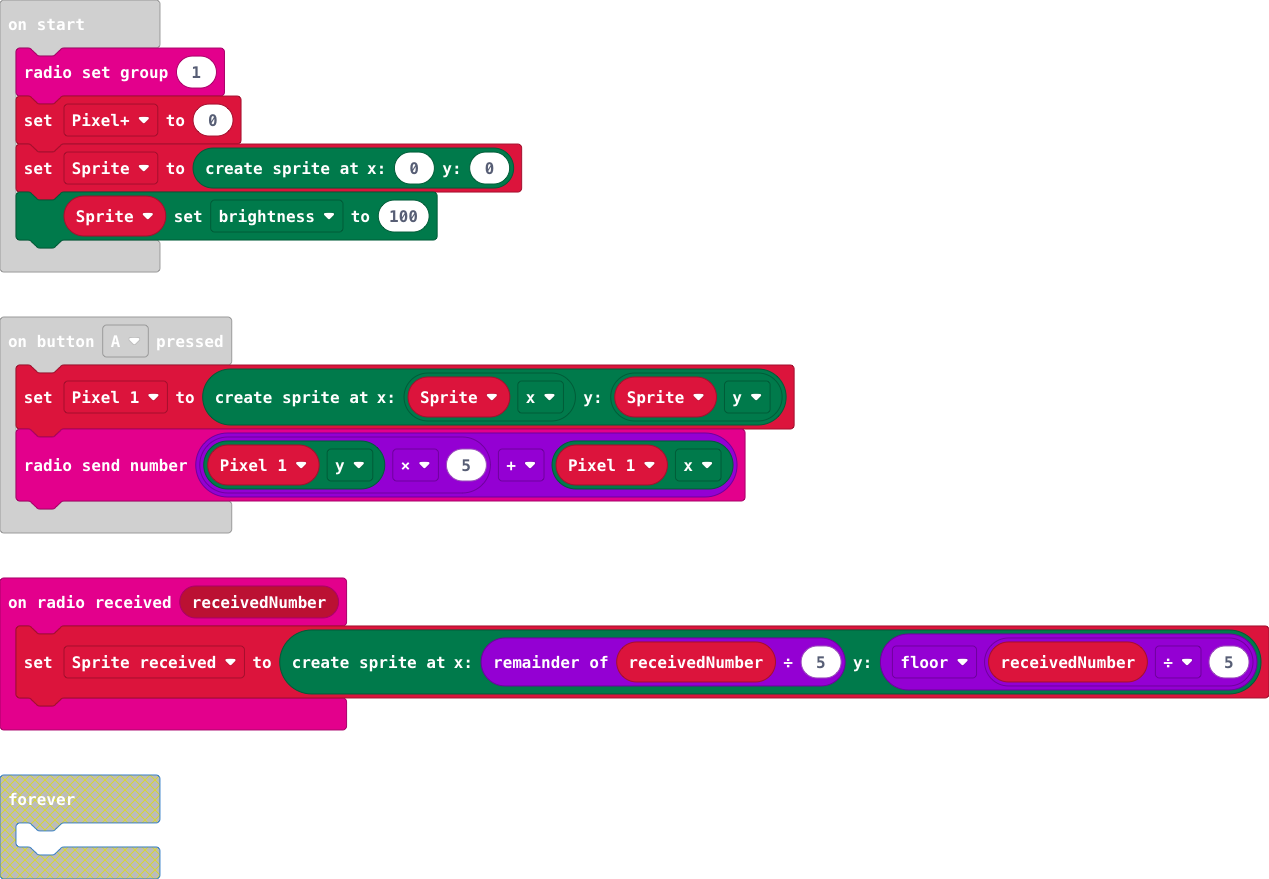 on start
radio set group 1
set Pixel+ to 0
set Sprite to create sprite at x: 0 y: 0
Sprite set brightness to 100
on button A pressed
set Pixel 1 to create sprite at x: Sprite x y: Sprite y
radio send number Pixel 1 y × 5 + Pixel 1 x
on radio received receivedNumber
set Sprite received to create sprite at x: remainder of receivedNumber ÷ 5 y: floor receivedNumber ÷ 5
forever